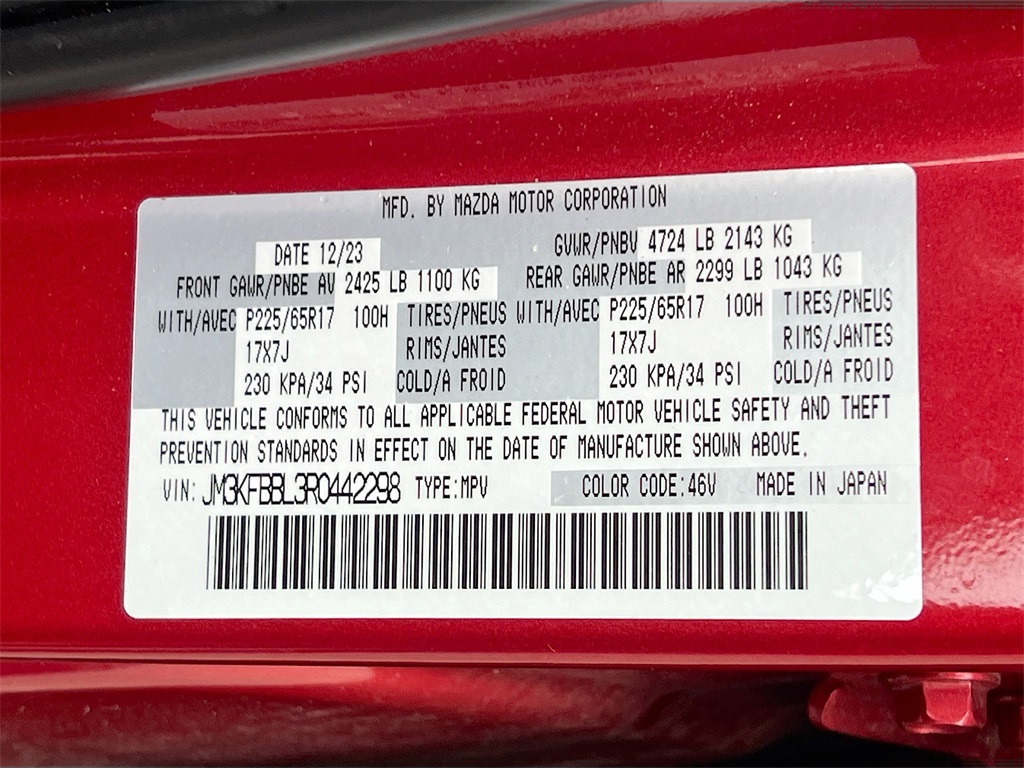 MFD. BY MAZDA MOTOR CORPORATION
DATE 12/23 GVWR/PNBV 4724 LB 2143 KG
FRONT GAWR/PNBE AV 2425 LB 1100 KG REAR GAWR/PNBE AR 2299 LB 1043 KG
WITH/AVEC P225/65R17 100H TIRES/PNEUS WITH/AVEC P225/65R17 100H TIRES/PNEUS
17X7J RIMS/JANTES 17X7J RIMS/JANTES
230 KPA/34 PSI COLD/A FROID 230 KPA/34 PSI COLD/A FROID
THIS VEHICLE CONFORMS TO ALL APPLICABLE FEDERAL MOTOR VEHICLE SAFETY AND THEFT
PREVENTION STANDARDS IN EFFECT ON THE DATE OF MANUFACTURE SHOWN ABOVE.
VIN: JM3KFBBL3R0442298 TYPE:MPV COLOR CODE:46V MADE IN JAPAN